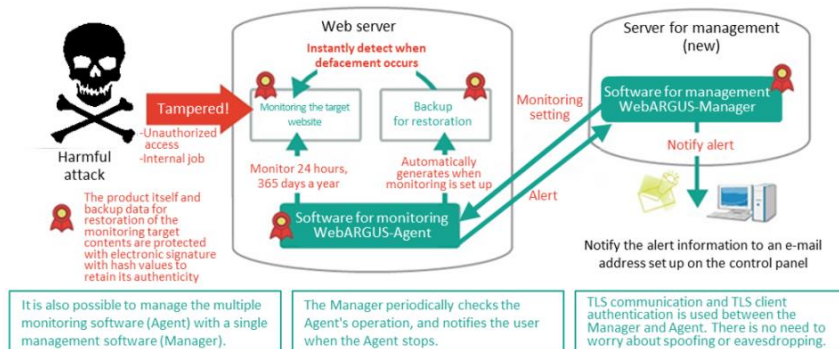 Web server
Instantly detect when
defacement occurs
Tampered!
-Unauthorized
access
-Internal job
Harmful
attack
Monitoring the target
website
Backup
for restoration
Monitor 24 hours,
365 days a year
Automatically
generates when
monitoring is set up
Software for monitoring
WebARGUS-Agent
The product itself and
backup data for
restoration of the
monitoring target
contents are protected
with electronic signature
with hash values to
retain its authenticity
Monitoring
setting
Alert
Server for management
(new)
Software for management
WebARGUS-Manager
Notify alert
Notify the alert information to an e-mail
address set up on the control panel
It is also possible to manage the multiple
monitoring software (Agent) with a single
management software (Manager).
The Manager periodically checks the
Agent's operation, and notifies the user
when the Agent stops.
TLS communication and TLS client
authentication is used between the
Manager and Agent. There is no need to
worry about spoofing or eavesdropping.